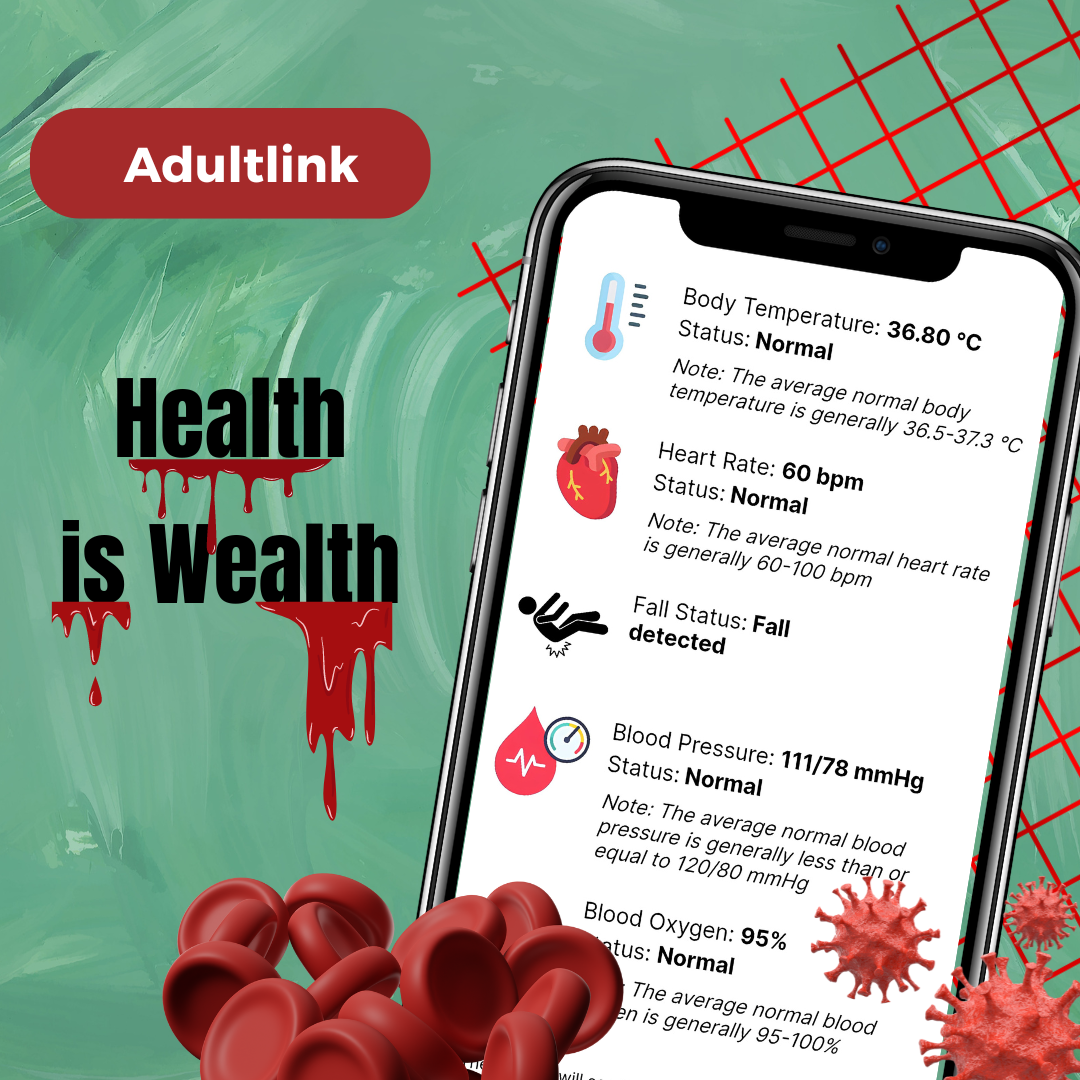 Adultlink
Health
is Wealth
Body Temperature: 36.80 °C
Status: Normal
Note: The average normal body
temperature is generally 36.5-37.3 °C
Heart Rate: 60 bpm
Status: Normal
Note: The average normal heart rate
is generally 60-100 bpm
Fall Status: Fall
detected
Blood Pressure: 111/78 mmHg
Status: Normal
Note: The average normal blood
pressure is generally less than or
equal to 120/80 mmHg
Blood Oxygen: 95%
atus: Normal
The average normal blood
en is generally 95-100%
will